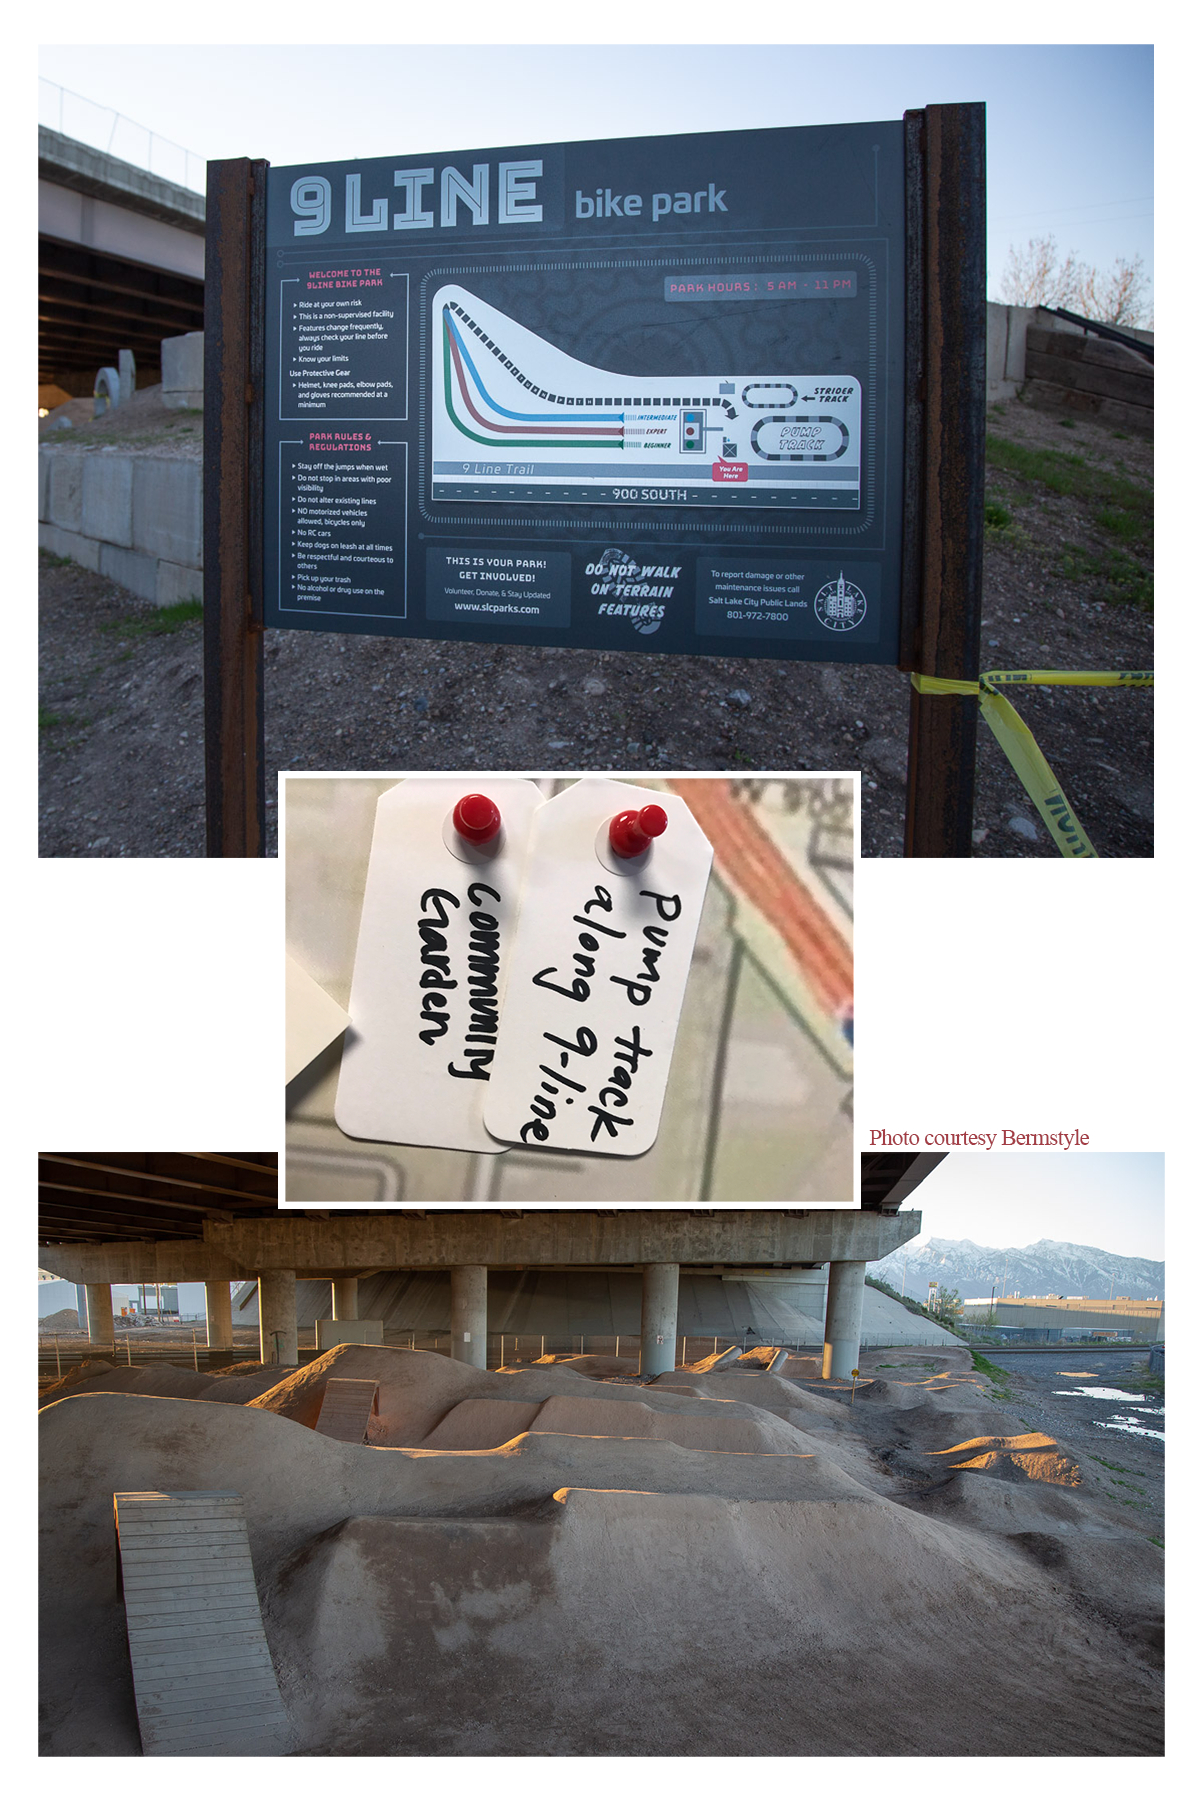 9 LINE bike park
WELCOME TO THE
9LINE BIKE PARK
Ride at your own risk
This is a non-supervised facility
Features change frequently,
always check your line before
you ride
Know your limits
Use Protective Gear
Helmet, knee pads, elbow pads,
and gloves recommended at a
minimum
PARK RULES &
REGULATIONS
Stay off the jumps when wet
Do not stop in areas with poor
visibility
Do not alter existing lines
NO motorized vehicles
allowed, bicycles only
No RC cars
Keep dogs on leash at all times
Be respectful and courteous to
others
Pick up your trash
No alcohol or drug use on the
premise
PARK HOURS: 5 AM - 11 PM
STRIDER
TRACK
PUMP
TRACK
INTERMEDIATE
EXPERT
BEGINNER
You Are
Here
9 Line Trail
900 SOUTH
THIS IS YOUR PARK!
GET INVOLVED!
Volunteer, Donate, & Stay Updated
www.slcparks.com
DO NOT WALK
ON TERRAIN
FEATURES
To report damage or other
maintenance issues call
Salt Lake City Public Lands
801-972-7800
SALT LAKE
CITY
Community
Garden
Pump track
along 9-line
Photo courtesy Bermstyle